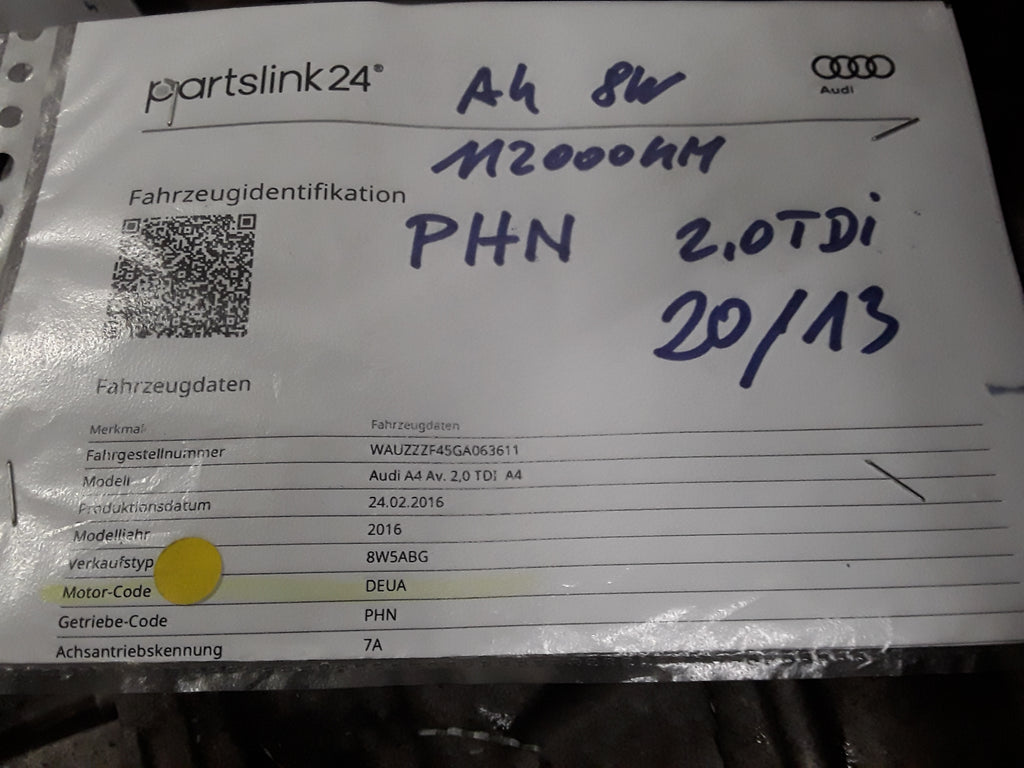 partslink24®
A4 8W
Audi
112000KM
Fahrzeugidentifikation
PHN 2,0TDi
20/13
Fahrzeugdaten
Merkmal Fahrzeugdaten
Fahrgestellnummer WAUZZZF45GA063611
Modell Audi A4 Av. 2,0 TDI A4
Produktionsdatum 24.02.2016
Modelljahr 2016
Verkaufstyp 8W5ABG
Motor-Code DEUA
Getriebe-Code PHN
Achsantriebskennung 7A